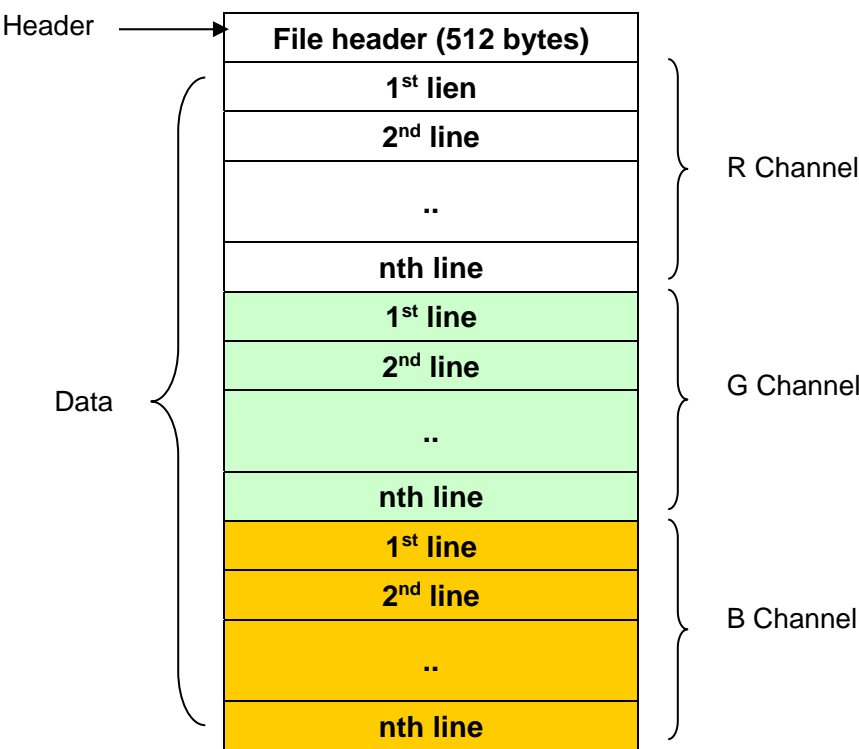 Header
File header (512 bytes)
1st lien
2nd line
..
nth line
R Channel
1st line
2nd line
..
nth line
G Channel
Data
1st line
2nd line
..
nth line
B Channel